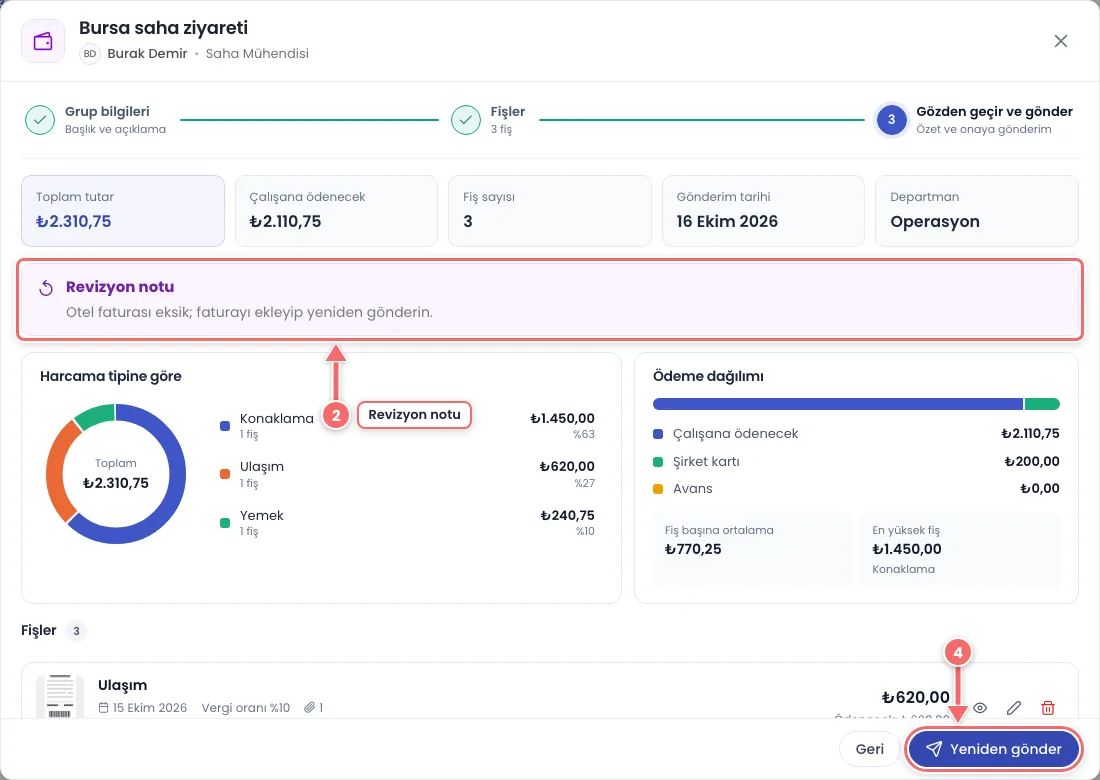 Bursa saha ziyareti
BD Burak Demir • Saha Mühendisi
Grup bilgileri
Başlık ve açıklama
Fişler
3 fiş
3
Gözden geçir ve gönder
Özet ve onaya gönderim
Toplam tutar
₺2.310,75
Çalışana ödenecek
₺2.110,75
Fiş sayısı
3
Gönderim tarihi
16 Ekim 2026
Departman
Operasyon
Revizyon notu
Otel faturası eksik; faturayı ekleyip yeniden gönderin.
Harcama tipine göre
Toplam
₺2.310,75
Konaklama
1 fiş
₺1.450,00
%63
2
Revizyon notu
Ulaşım
1 fiş
₺620,00
%27
Yemek
1 fiş
₺240,75
%10
Ödeme dağılımı
Çalışana ödenecek ₺2.110,75
Şirket kartı ₺200,00
Avans ₺0,00
Fiş başına ortalama
₺770,25
En yüksek fiş
₺1.450,00
Konaklama
Fişler 3
4
Ulaşım
15 Ekim 2026 Vergi oranı %10 1
₺620,00
Geri
Yeniden gönder